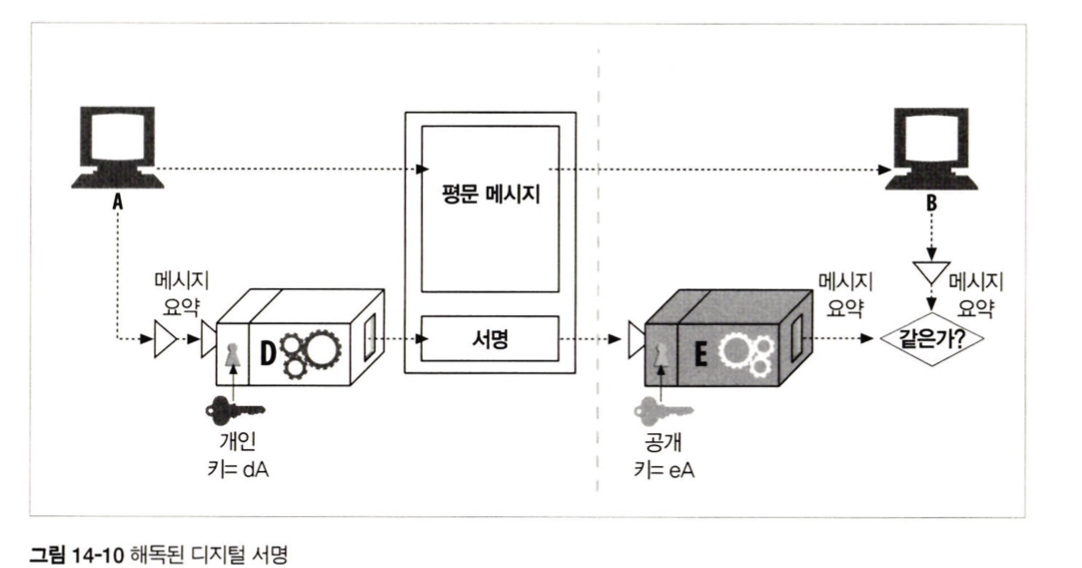 평문 메시지
A
B
메시지
요약
D
서명
E
메시지
요약
메시지
요약
같은가?
개인
키= dA
공개
키= eA
그림 14-10 해독된 디지털 서명